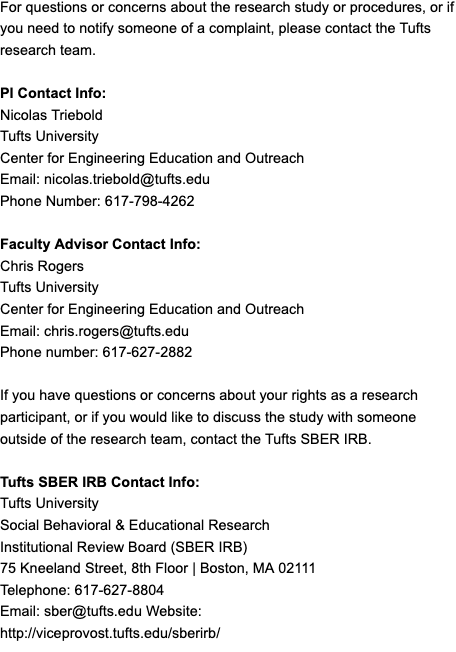 For questions or concerns about the research study or procedures, or if
you need to notify someone of a complaint, please contact the Tufts
research team.
PI Contact Info:
Nicolas Triebold
Tufts University
Center for Engineering Education and Outreach
Email: nicolas.triebold@tufts.edu
Phone Number: 617-798-4262
Faculty Advisor Contact Info:
Chris Rogers
Tufts University
Center for Engineering Education and Outreach
Email: chris.rogers@tufts.edu
Phone number: 617-627-2882
If you have questions or concerns about your rights as a research
participant, or if you would like to discuss the study with someone
outside of the research team, contact the Tufts SBER IRB.
Tufts SBER IRB Contact Info:
Tufts University
Social Behavioral & Educational Research
Institutional Review Board (SBER IRB)
75 Kneeland Street, 8th Floor | Boston, MA 02111
Telephone: 617-627-8804
Email: sber@tufts.edu Website:
http://viceprovost.tufts.edu/sberirb/